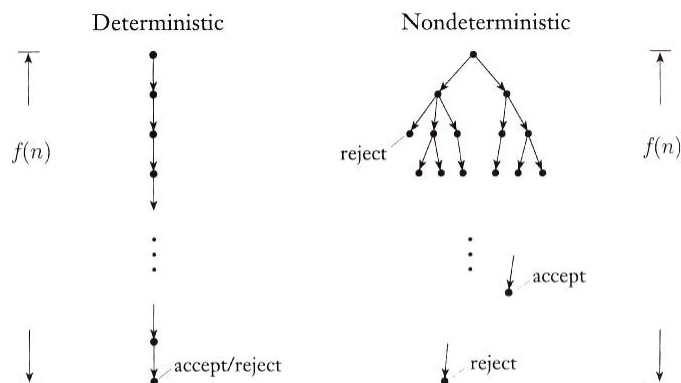 Deterministic
Nondeterministic
f(n)
reject
f(n)
accept
accept/reject
reject